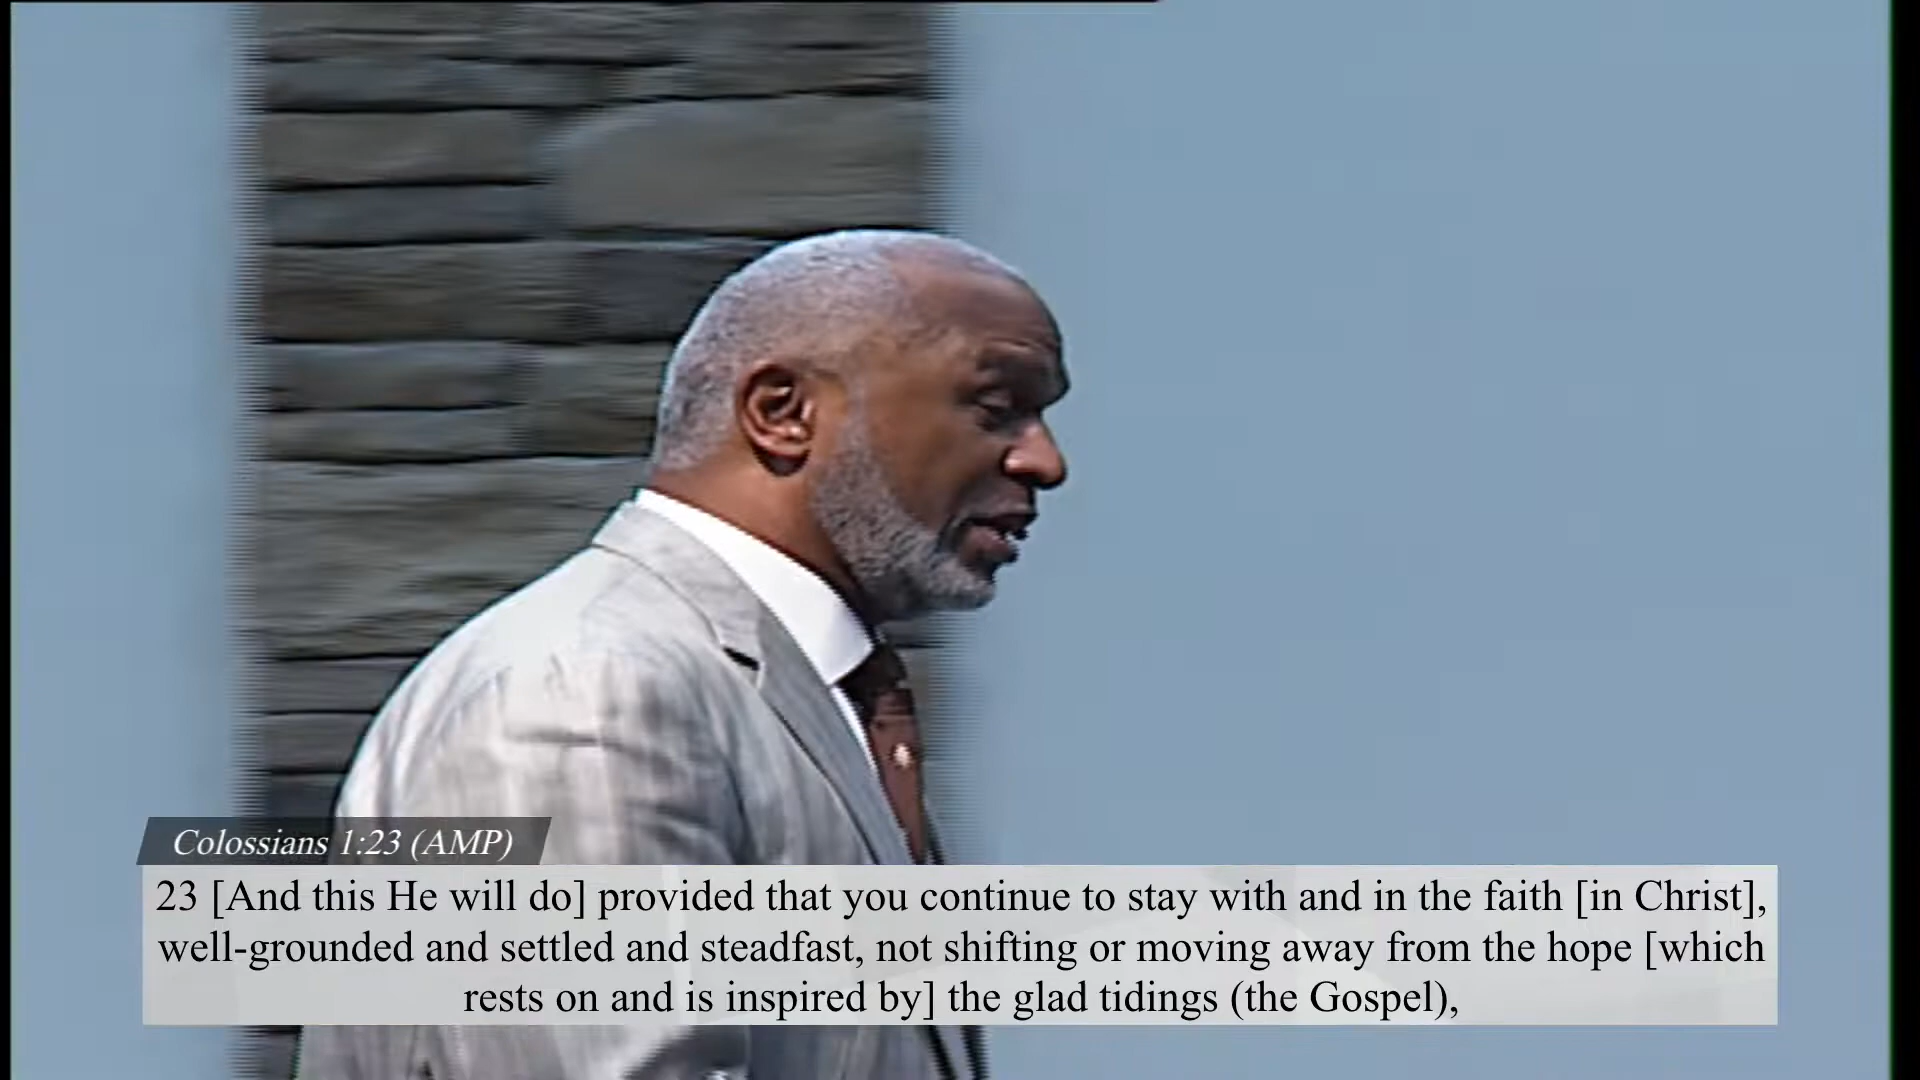 Colossians 1:23 (AMP)
23 [And this He will do] provided that you continue to stay with and in the faith [in Christ],
well-grounded and settled and steadfast, not shifting or moving away from the hope [which
rests on and is inspired by] the glad tidings (the Gospel),